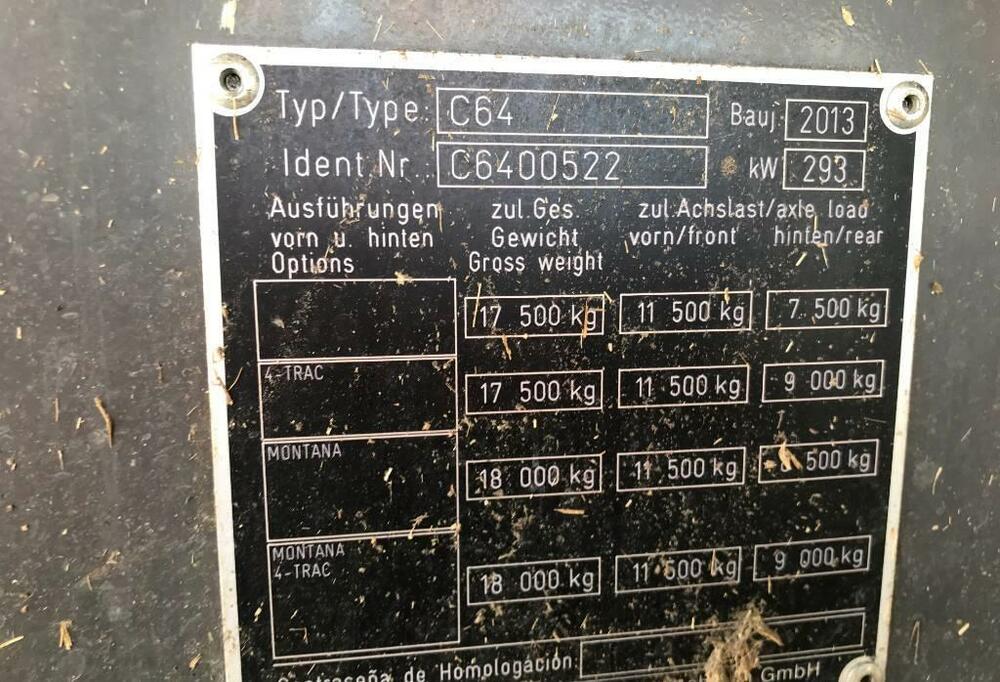 Typ/Type: C64 Bauj. 2013
Ident Nr. C6400522 kW 293
Ausführungen zul.Ges. zul.Achslast/axle load
vorn u. hinten Gewicht vorn/front hinten/rear
Options Gross weight
17 500 kg 11 500 kg 7 500 kg
4-TRAC 17 500 kg 11 500 kg 9 000 kg
MONTANA 18 000 kg 11 500 kg 500 kg
MONTANA
4-TRAC 18 000 kg 11 500 kg 9 000 kg
Contraseña de Homologación:
GmbH